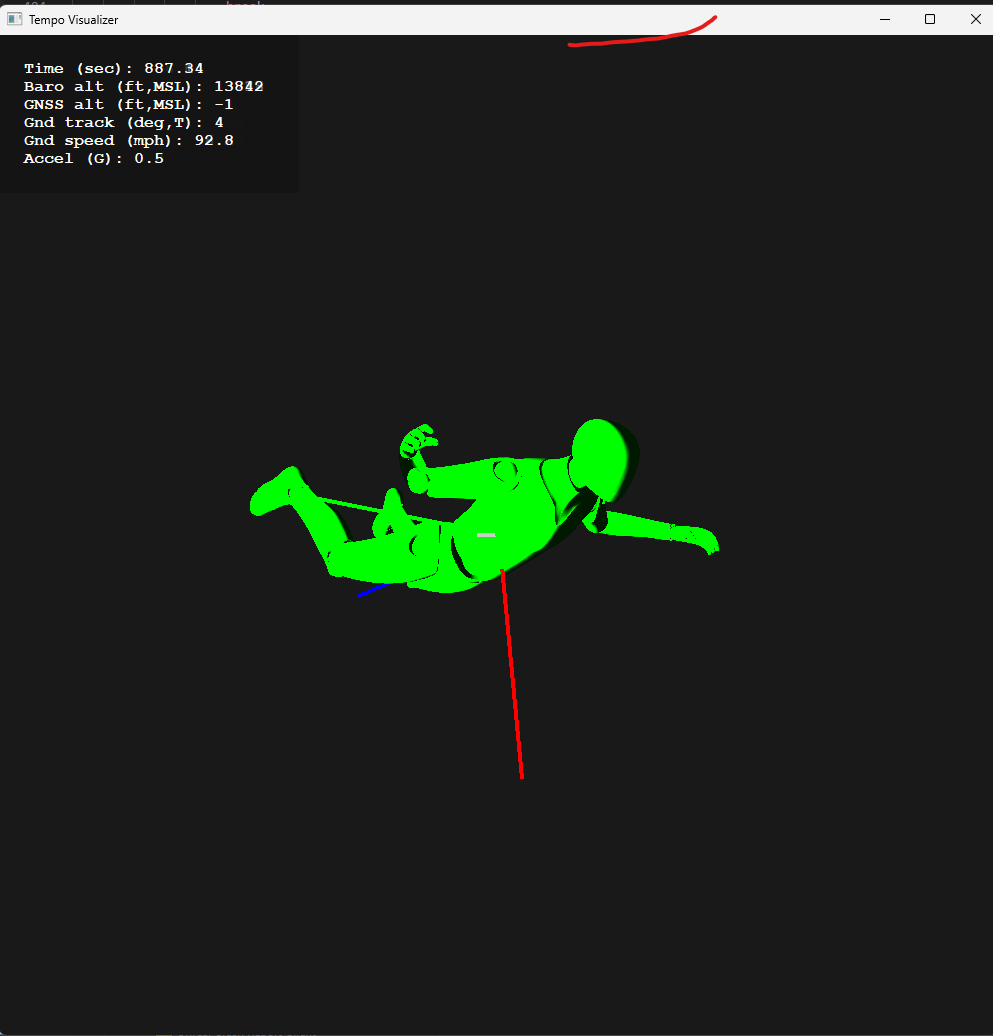 Tempo Visualizer
Time (sec): 887.34
Baro alt (ft,MSL): 13842
GNSS alt (ft,MSL): -1
Gnd track (deg,T): 4
Gnd speed (mph): 92.8
Accel (G): 0.5